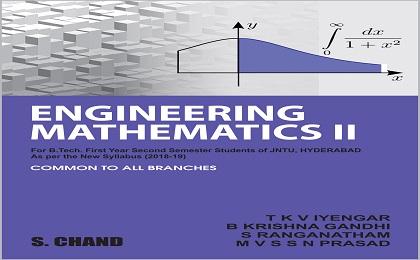 y
∞
∫ dx / 1 + x²
0
x
ENGINEERING
MATHEMATICS II
For B.Tech. First Year Second Semester Students of JNTU, HYDERABAD
As per the New Syllabus (2018-19)
COMMON TO ALL BRANCHES
T K V IYENGAR
B KRISHNA GANDHI
S RANGANATHAM
M V S S N PRASAD
S. CHAND